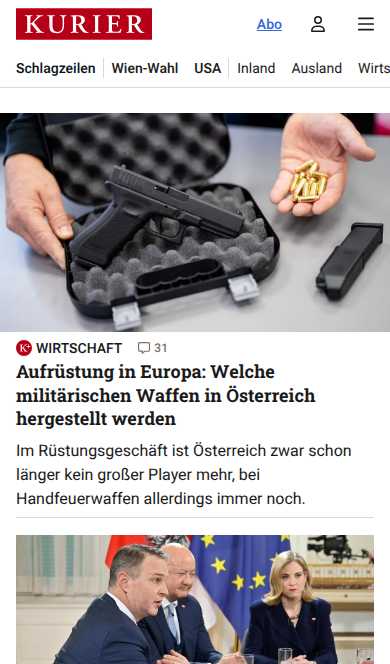 KURIER
Abo
Schlagzeilen Wien-Wahl USA Inland Ausland Wirts
K+ WIRTSCHAFT 31
Aufrüstung in Europa: Welche
militärischen Waffen in Österreich
hergestellt werden
Im Rüstungsgeschäft ist Österreich zwar schon
länger kein großer Player mehr, bei
Handfeuerwaffen allerdings immer noch.